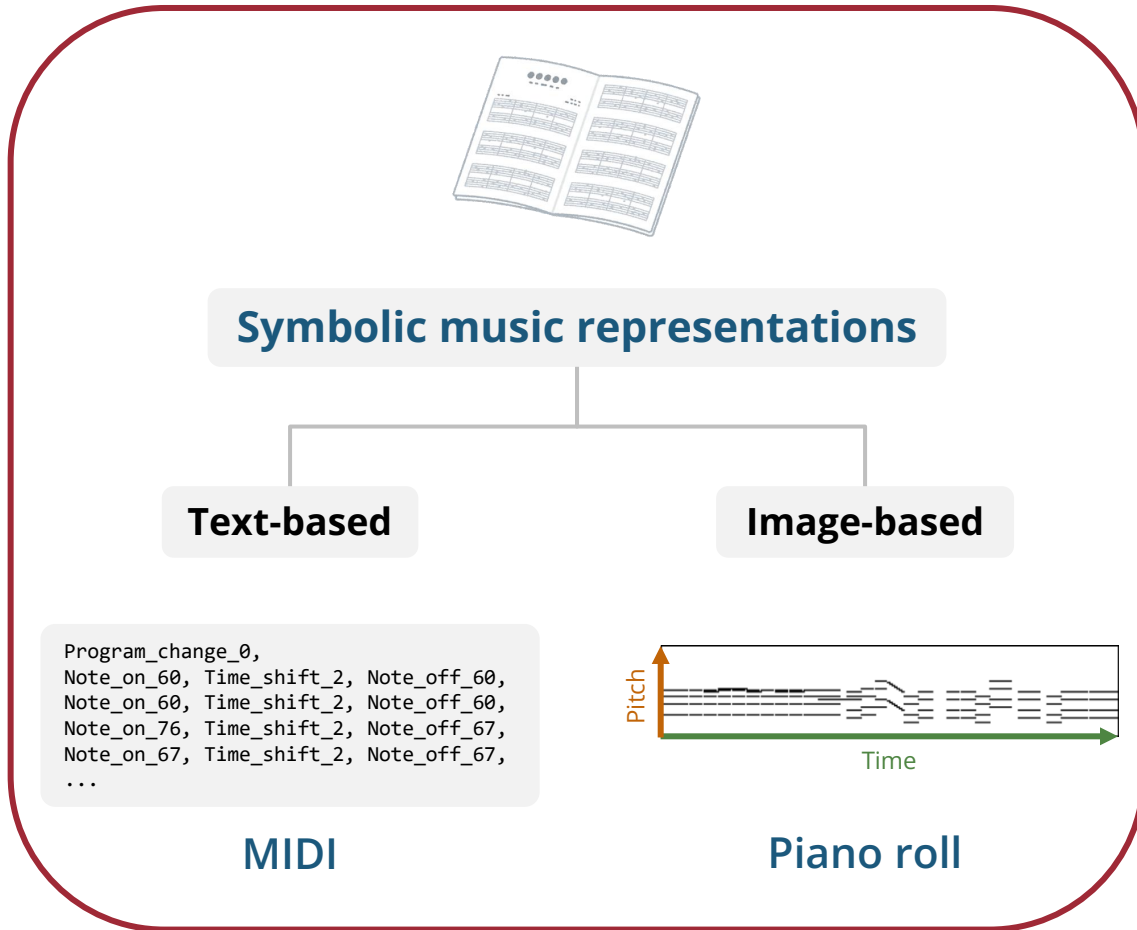 Symbolic music representations
Text-based
Image-based
Program_change_0,
Note_on_60, Time_shift_2, Note_off_60,
Note_on_60, Time_shift_2, Note_off_60,
Note_on_76, Time_shift_2, Note_off_67,
Note_on_67, Time_shift_2, Note_off_67,
...
Pitch
Time
MIDI
Piano roll